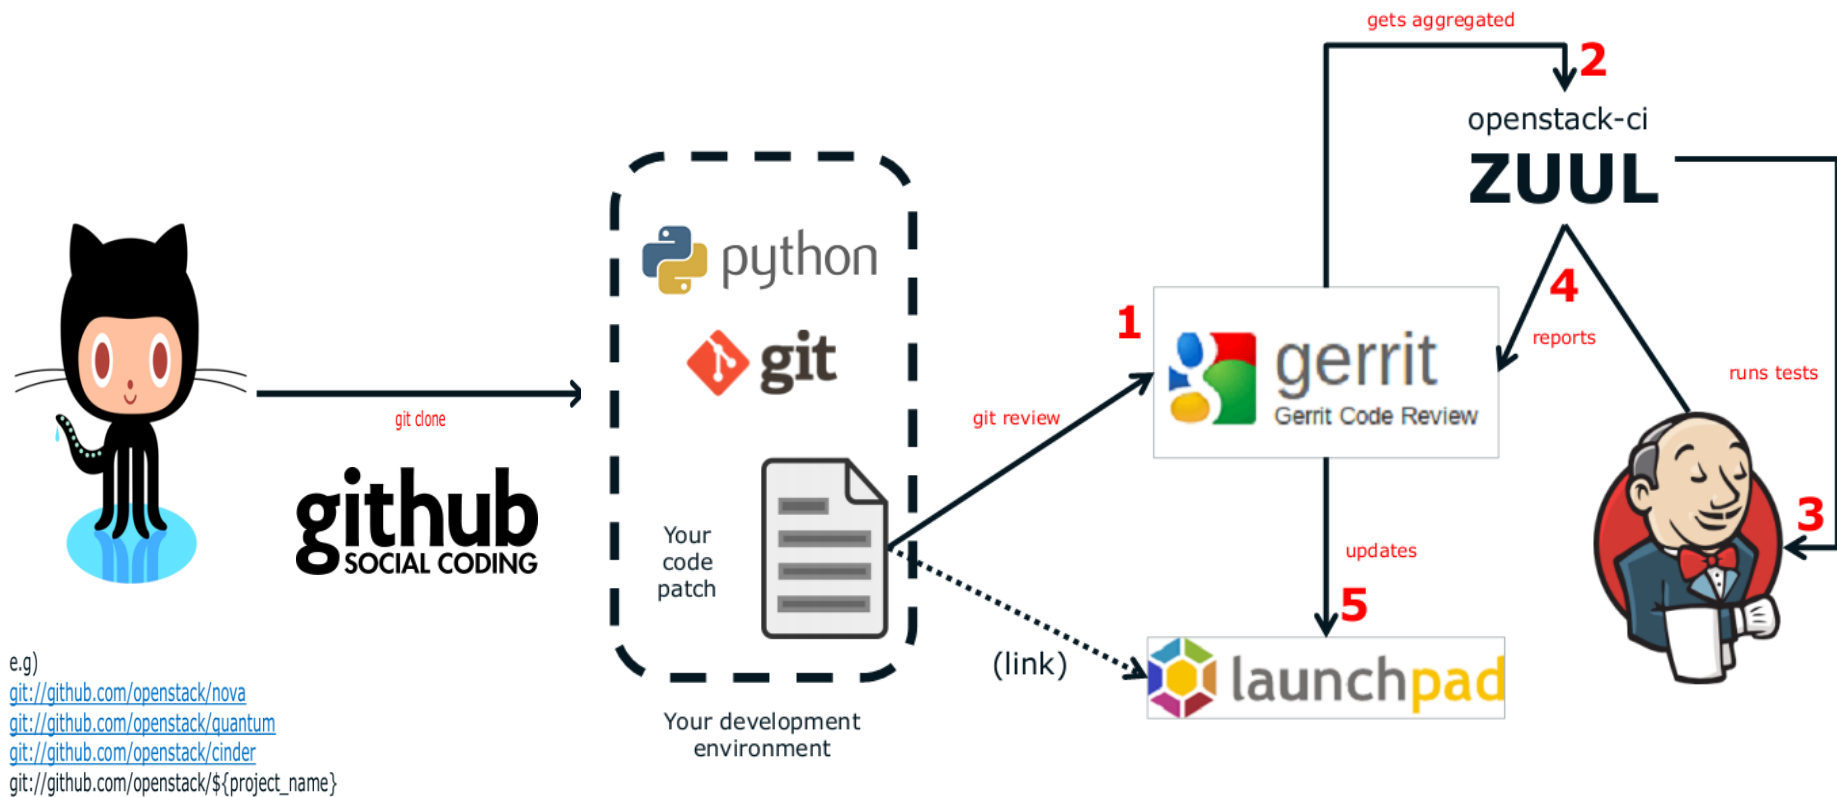 gets aggregated
2
openstack-ci
ZUUL
python
git
1
gerrit
Gerrit Code Review
4
reports
runs tests
git clone
git review
github
SOCIAL CODING
Your
code
patch
updates
3
5
(link)
launchpad
Your development
environment
e.g)
git://github.com/openstack/nova
git://github.com/openstack/quantum
git://github.com/openstack/cinder
git://github.com/openstack/${project_name}